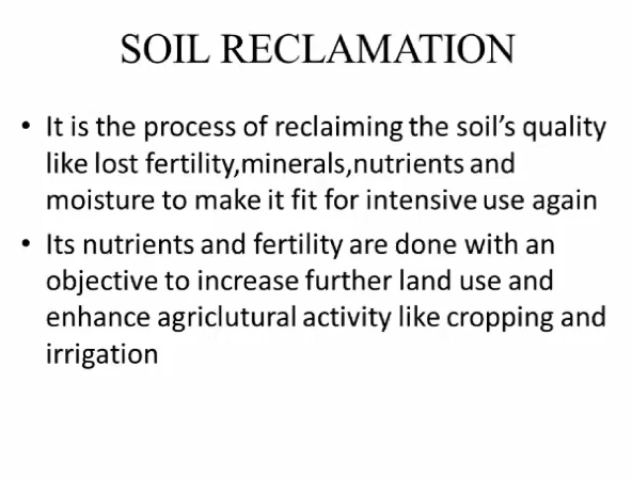 SOIL RECLAMATION
• It is the process of reclaiming the soil’s quality
like lost fertility,minerals,nutrients and
moisture to make it fit for intensive use again
• Its nutrients and fertility are done with an
objective to increase further land use and
enhance agriclutural activity like cropping and
irrigation